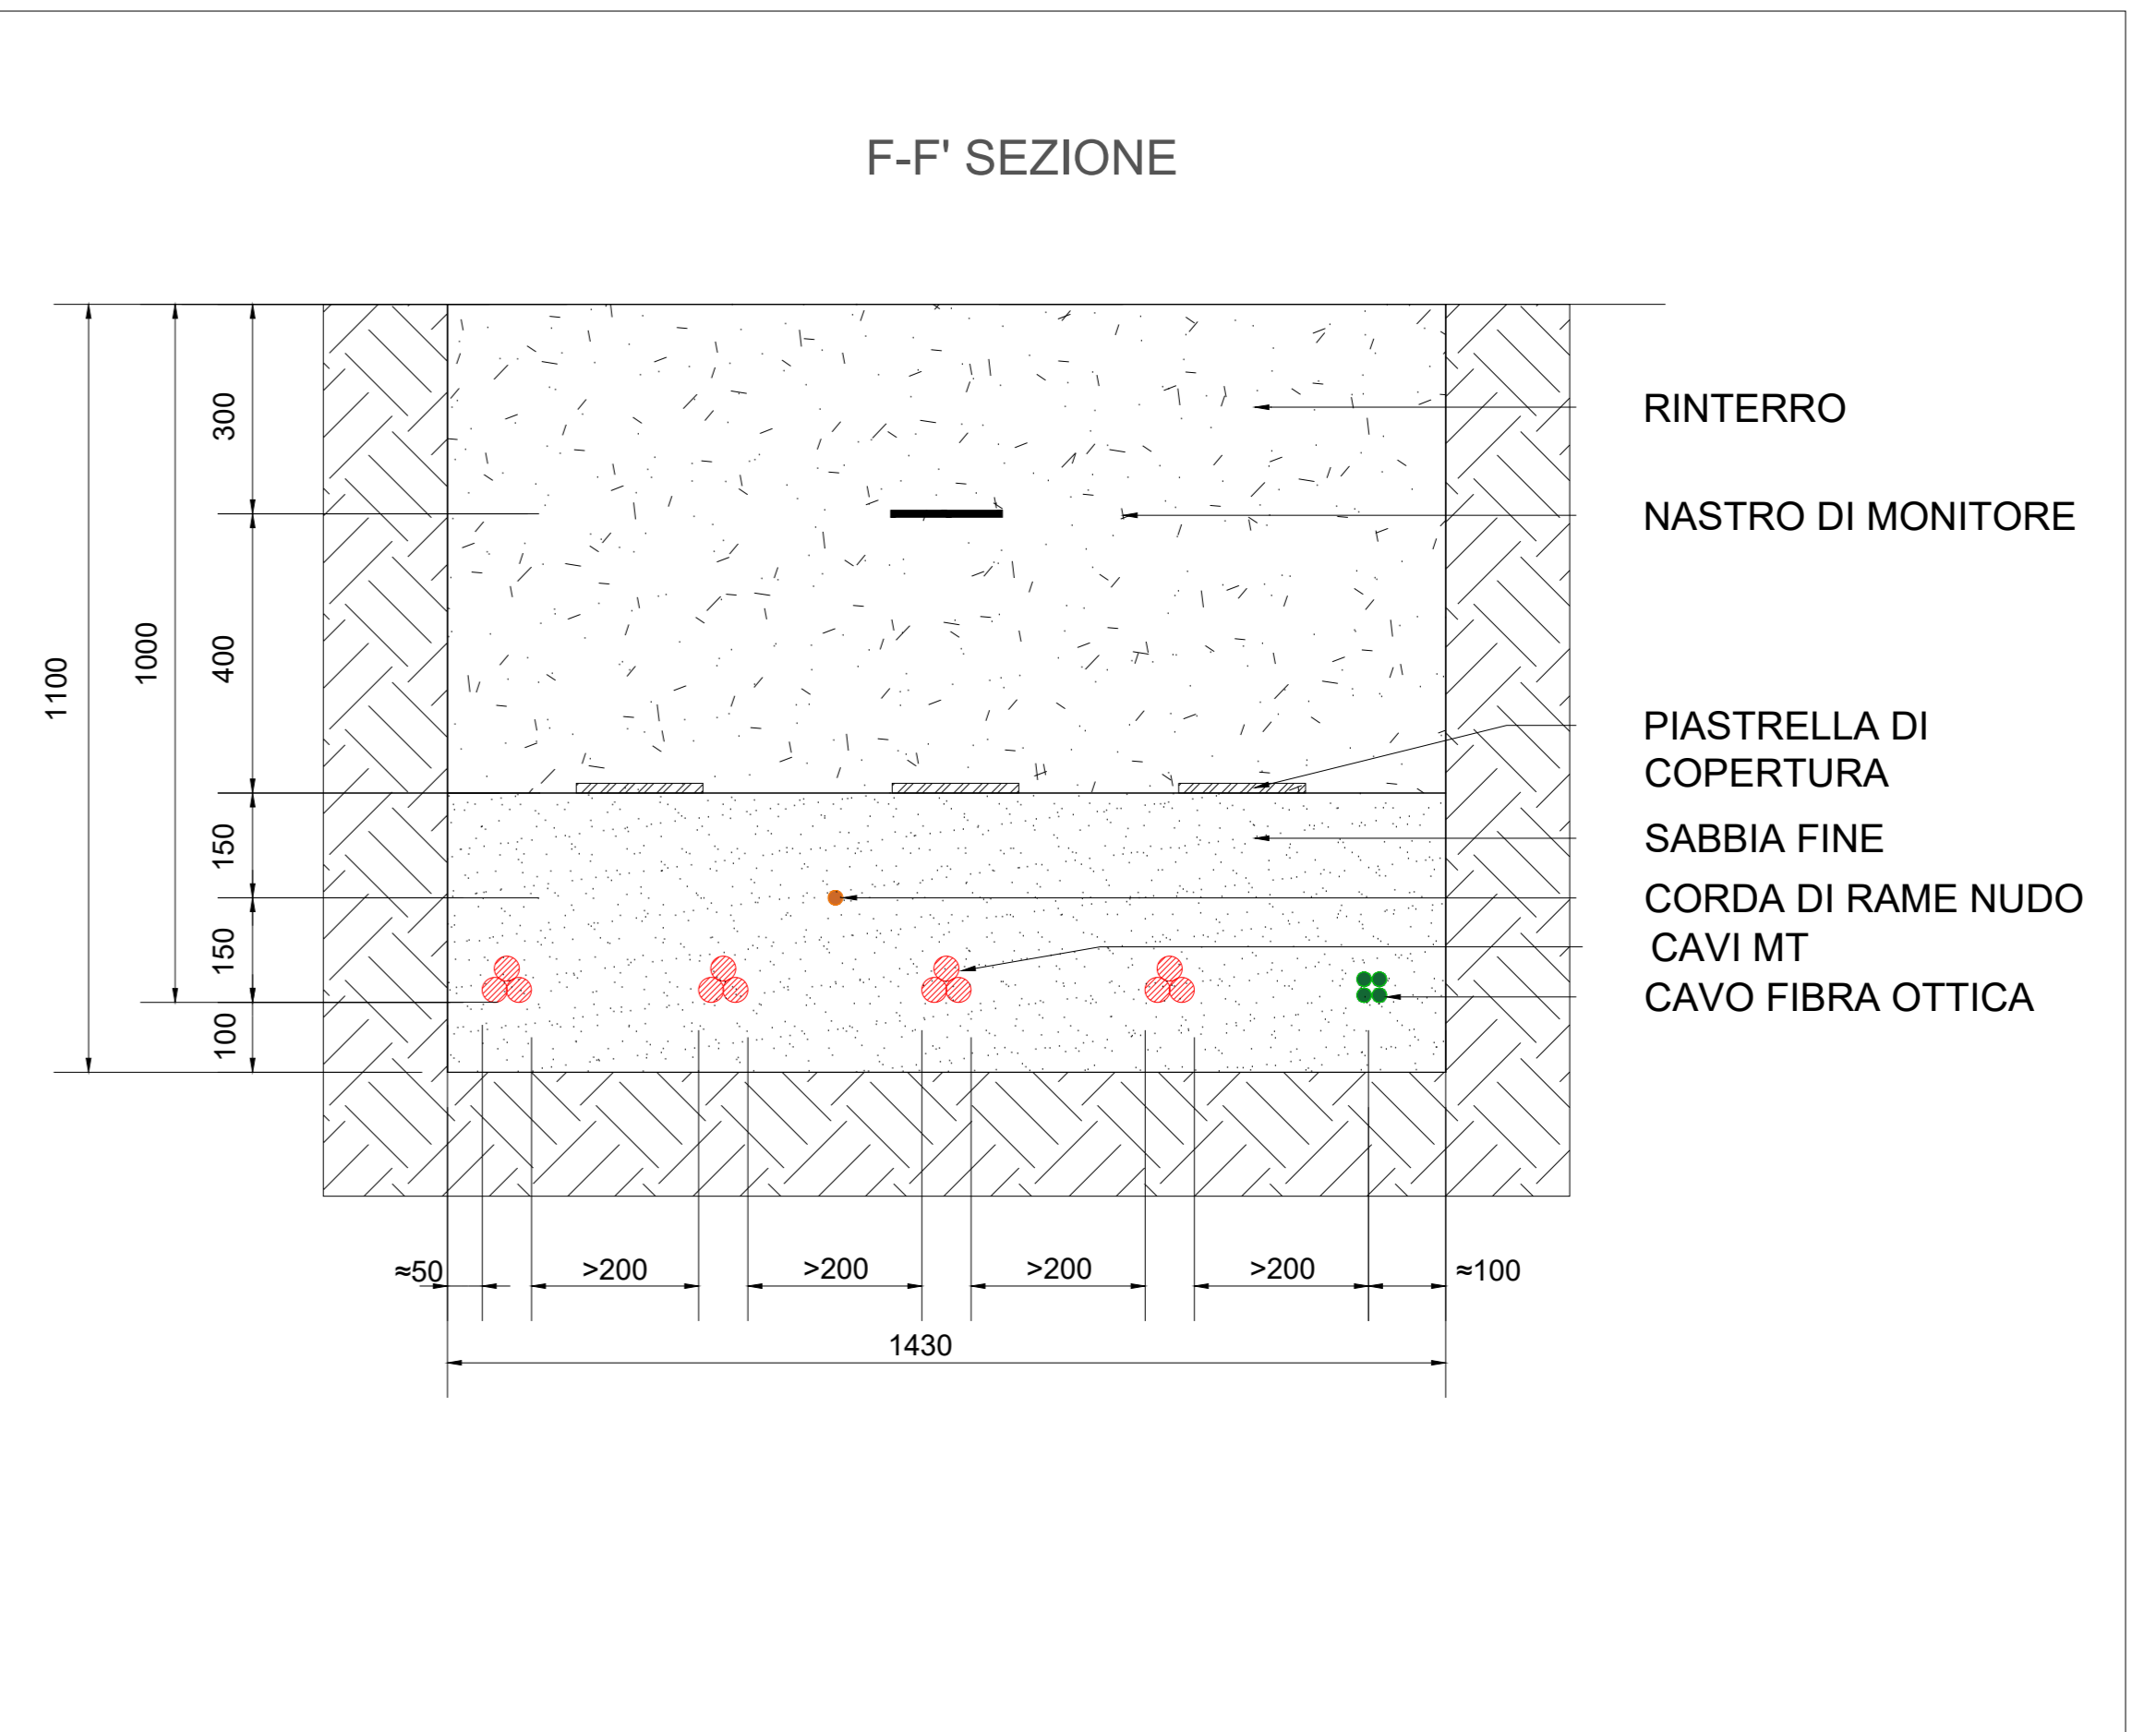 F-F' SEZIONE
300
RINTERRO
NASTRO DI MONITORE
400
1000
1100
PIASTRELLA DI
COPERTURA
150
SABBIA FINE
CORDA DI RAME NUDO
150
CAVI MT
CAVO FIBRA OTTICA
100
≈50
>200
>200
>200
>200
≈100
1430